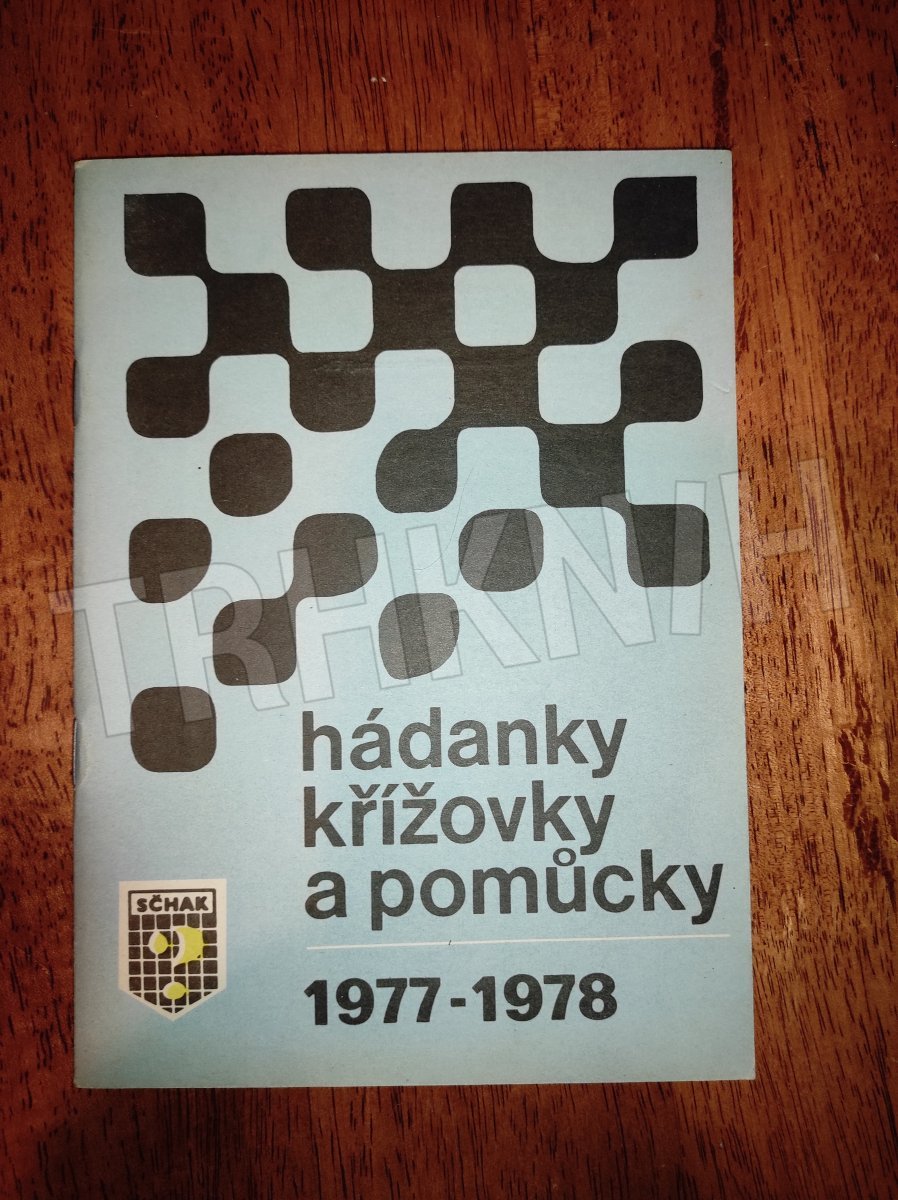 TRHKNIH
hádanky
křížovky
a pomůcky
SČHAK
1977-1978